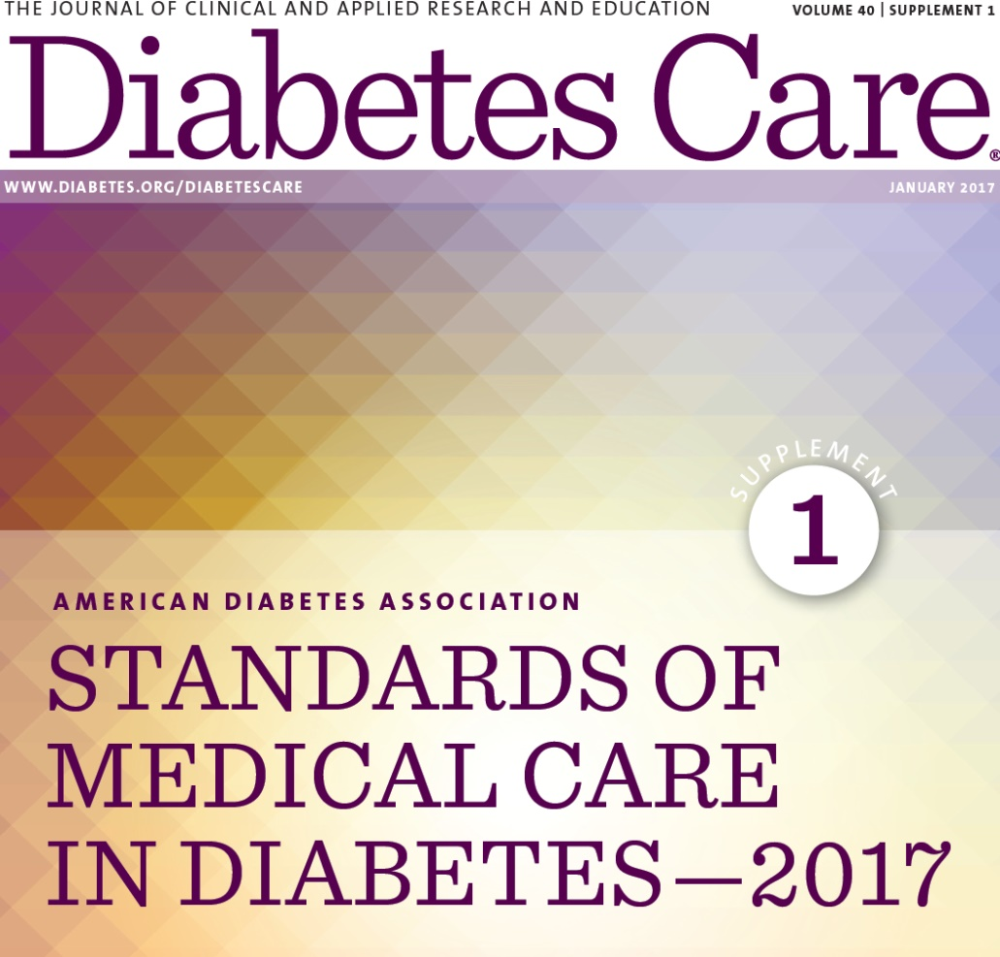 THE JOURNAL OF CLINICAL AND APPLIED RESEARCH AND EDUCATION
VOLUME 40 | SUPPLEMENT 1
Diabetes Care®
WWW.DIABETES.ORG/DIABETESCARE
JANUARY 2017
SUPPLEMENT
1
AMERICAN DIABETES ASSOCIATION
STANDARDS OF
MEDICAL CARE
IN DIABETES—2017